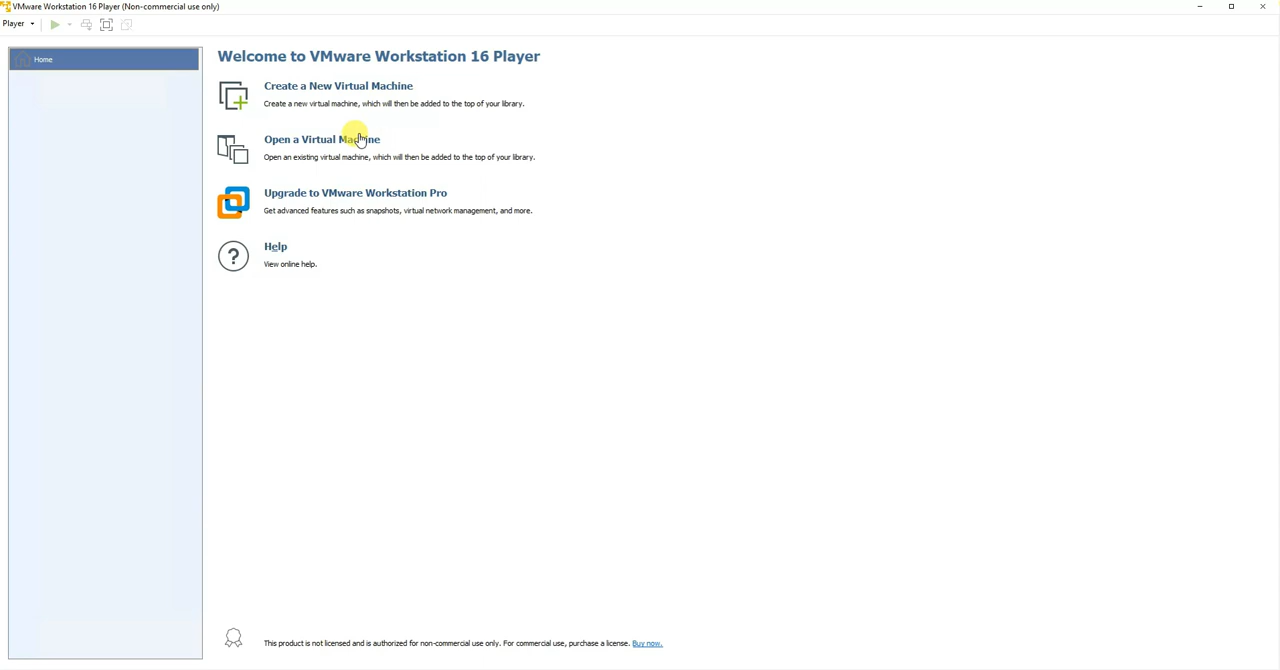 VMware Workstation 16 Player (Non-commercial use only)
Player
Home
Welcome to VMware Workstation 16 Player
Create a New Virtual Machine
Create a new virtual machine, which will then be added to the top of your library.
Open a Virtual Machine
Open an existing virtual machine, which will then be added to the top of your library.
Upgrade to VMware Workstation Pro
Get advanced features such as snapshots, virtual network management, and more.
Help
View online help.
This product is not licensed and is authorized for non-commercial use only. For commercial use, purchase a license. Buy now.